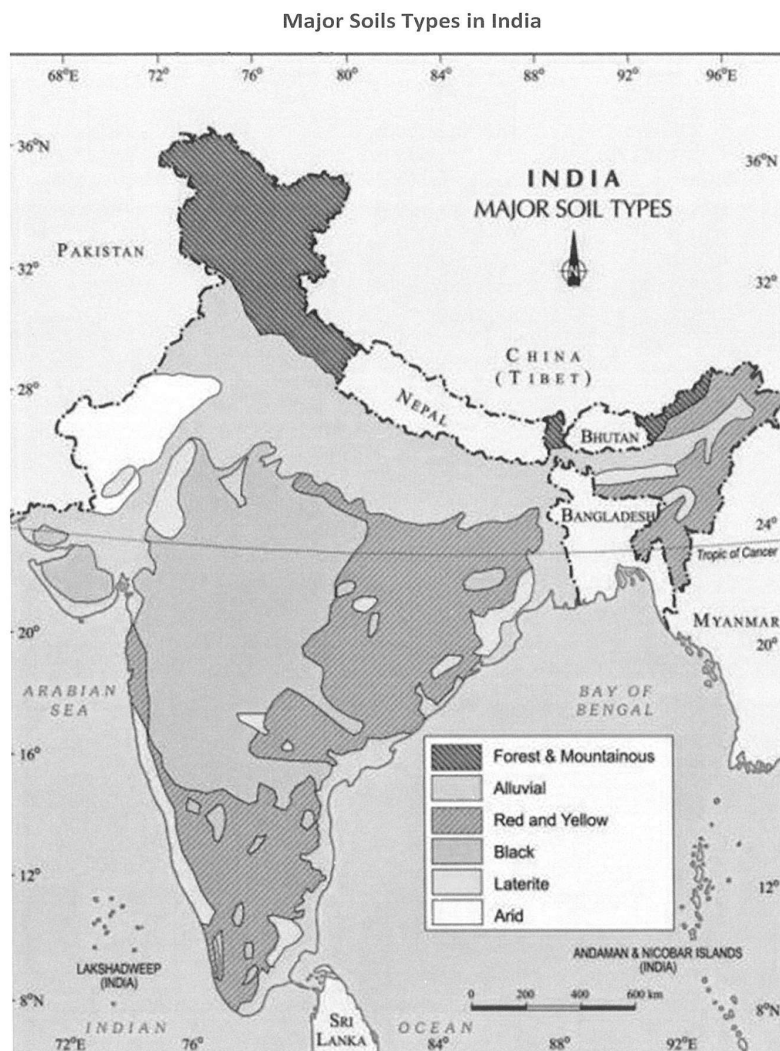 Major Soils Types in India
68°E 72° 76° 80° 84° 88° 92° 96°E
36°N
36°N
INDIA
MAJOR SOIL TYPES
N
PAKISTAN
32°
32°
CHINA
(TIBET)
28°
NEPAL
BHUTAN
BANGLADESH
24°
Tropic of Cancer
MYANMAR
20°
20°
ARABIAN
SEA
BAY OF
BENGAL
16°
Forest & Mountainous
Alluvial
Red and Yellow
Black
Laterite
Arid
12°
12°
LAKSHADWEEP
(INDIA)
ANDAMAN & NICOBAR ISLANDS
(INDIA)
0 200 400 600 km
8°N
8°N
INDIAN OCEAN
SRI
LANKA
72°E 76° 84° 88° 92°E